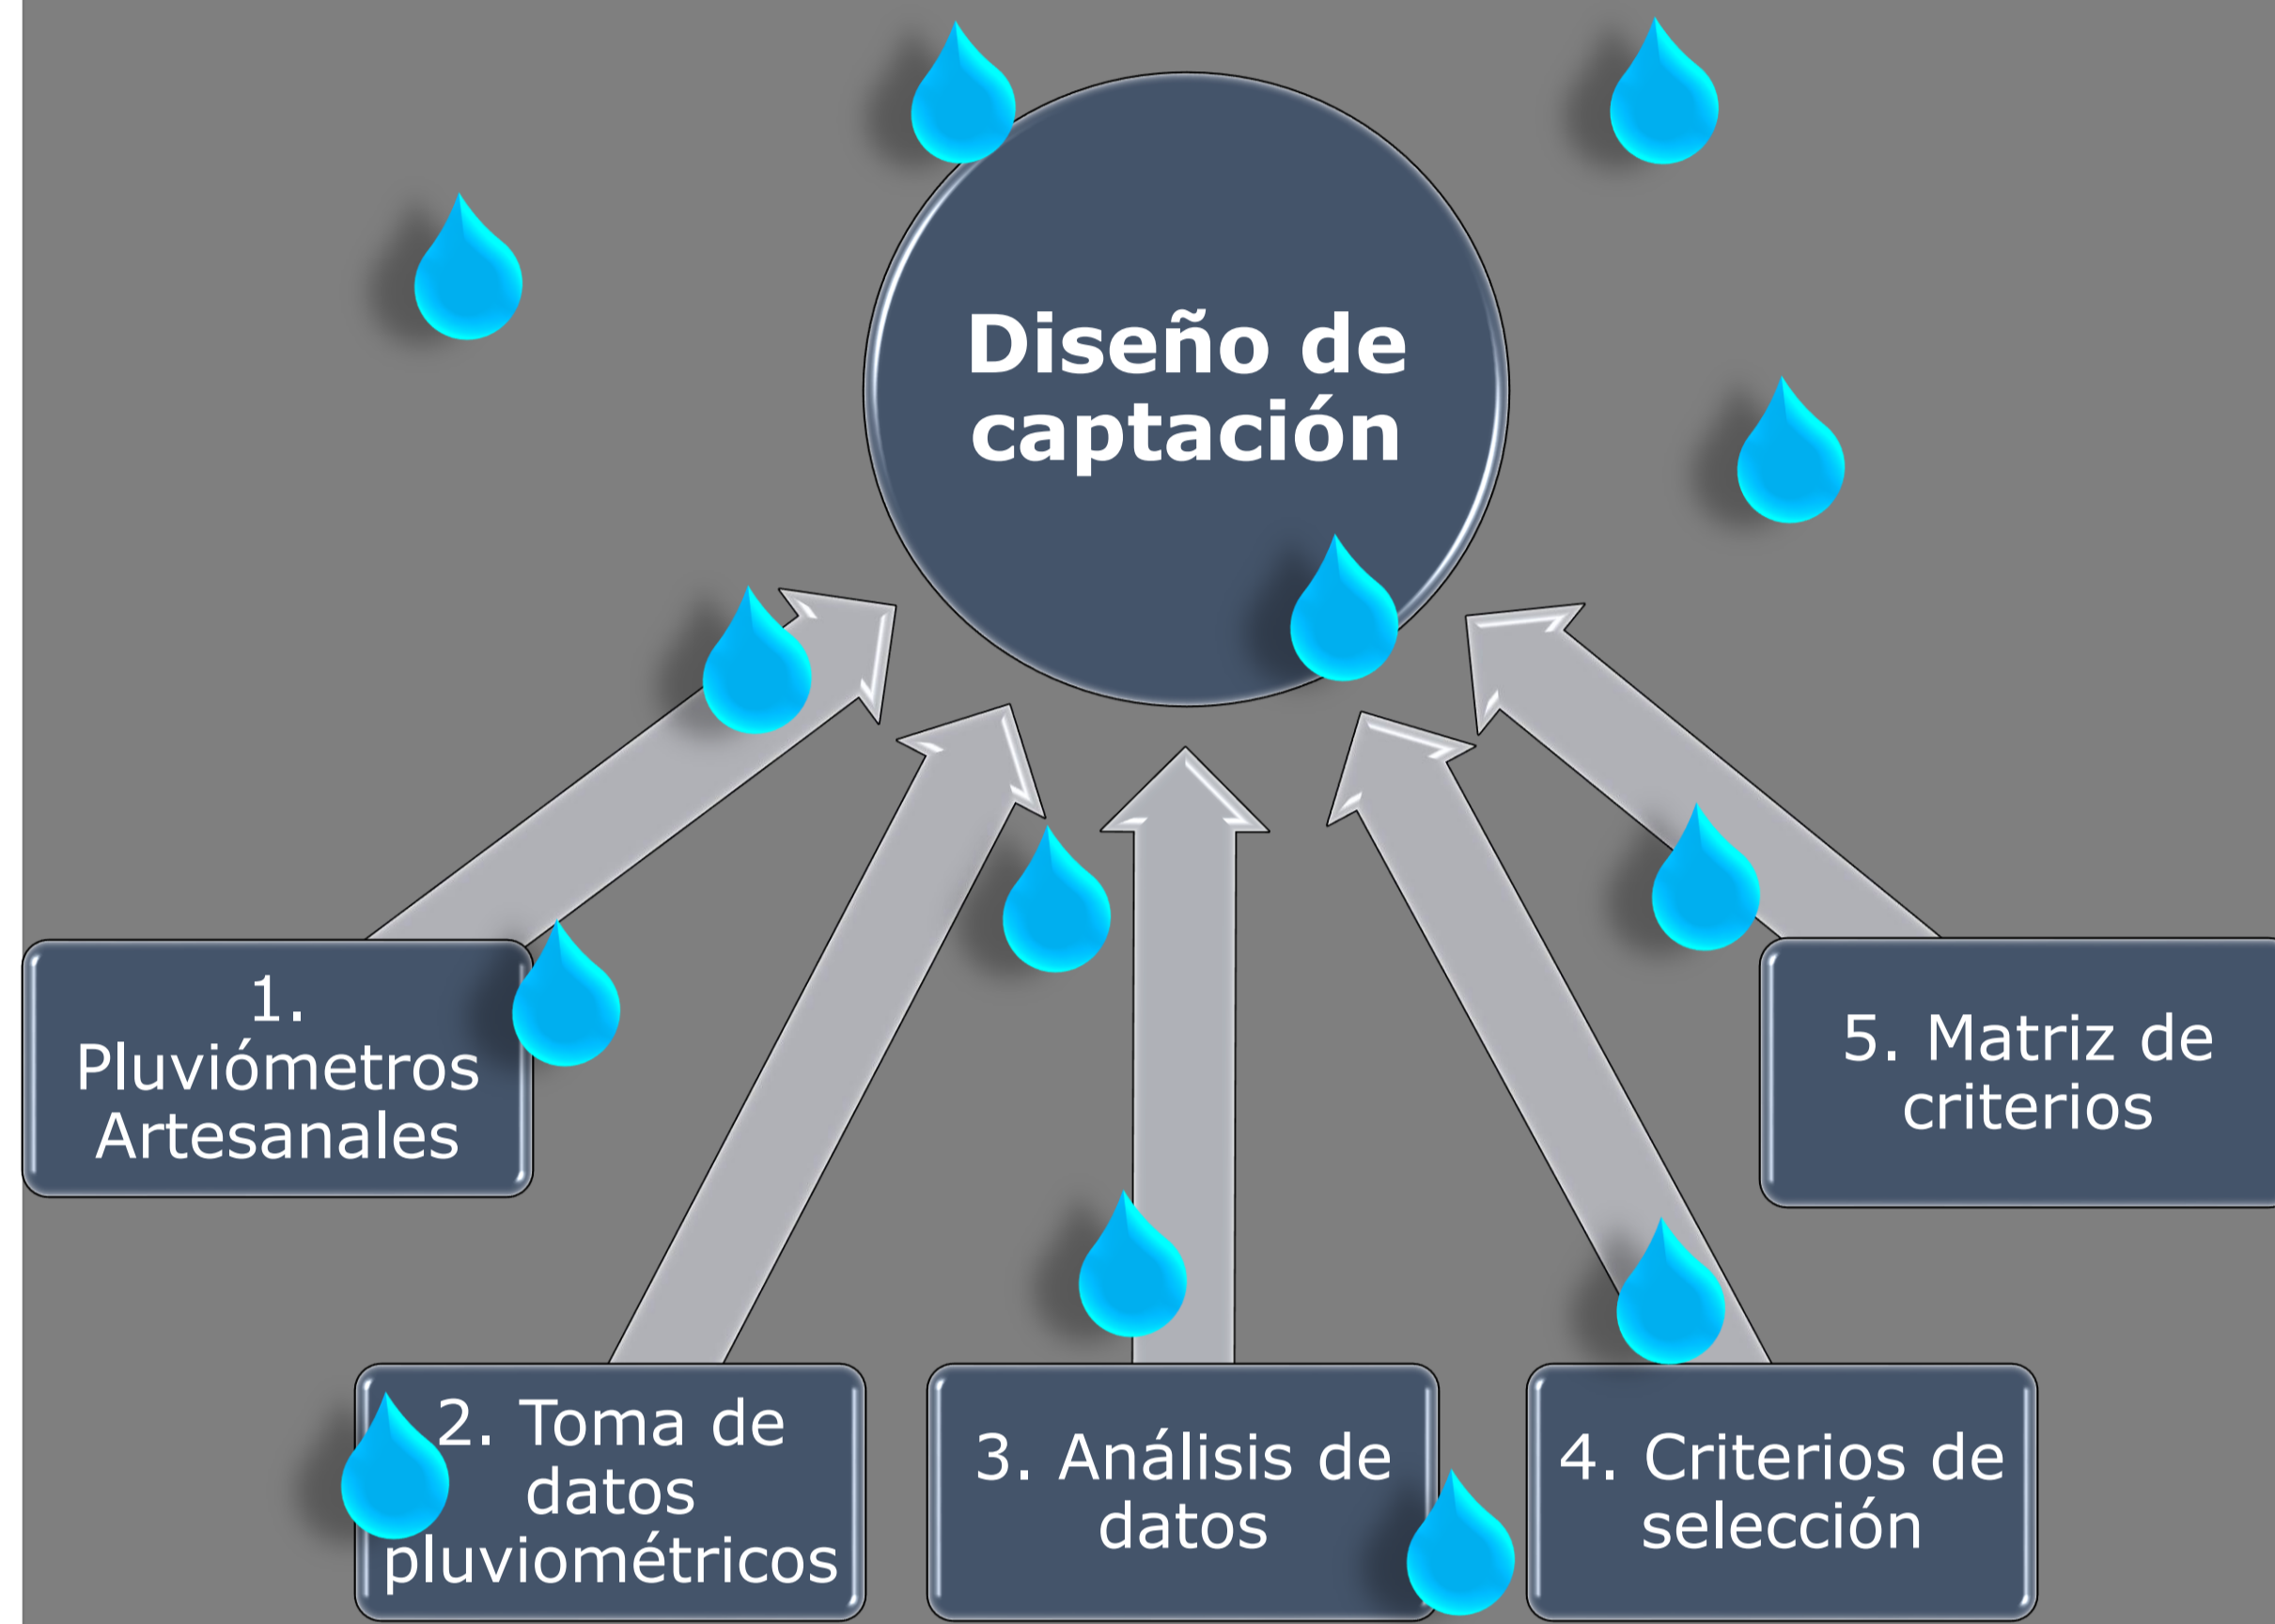 Diseño de
captación
1.
Pluviómetros
Artesanales
2. Toma de
datos
pluviométricos
3. Análisis de
datos
4. Criterios de
selección
5. Matriz de
criterios